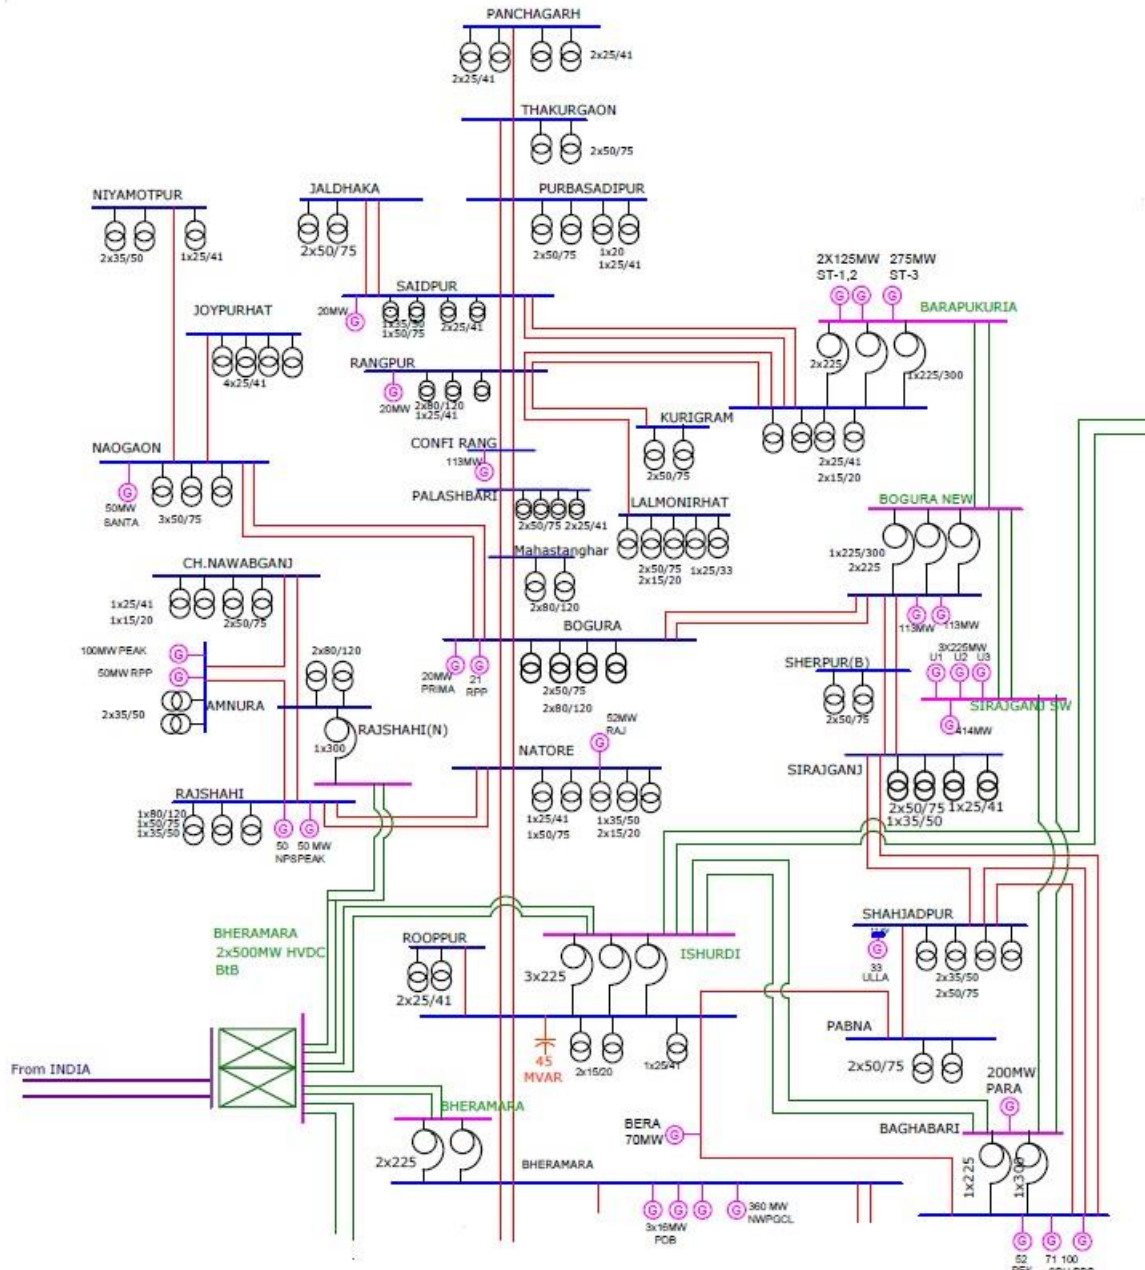 PANCHAGARH
2x25/41
2x25/41
THAKURGAON
2x50/75
NIYAMOTPUR
2x35/50
1x25/41
JALDHAKA
2x50/75
PURBASADIPUR
2x50/75
1x20
1x25/41
SAIDPUR
20MW
G
1x35/50
1x50/75
2x25/41
2X125MW
ST-1,2
275MW
ST-3
G
G
G
BARAPUKURIA
2x225
1x225/300
2x25/41
2x15/20
JOYPURHAT
4x25/41
RANGPUR
G
20MW
2x80/120
1x25/41
KURIGRAM
2x50/75
CONFI RANG
113MW
G
NAOGAON
G
50MW
SANTA
3x50/75
PALASHBARI
2x50/75
2x25/41
LALMONIRHAT
2x50/75
2x15/20
1x25/33
BOGURA NEW
1x225/300
2x225
G
G
113MW
113MW
Mahastanghar
2x80/120
CH.NAWABGANJ
1x25/41
1x15/20
2x50/75
100MW PEAK
G
50MW RPP
G
2x35/50
AMNURA
2x80/120
RAJSHAHI(N)
1x300
BOGURA
G
G
20MW
PRIMA
21
RPP
2x50/75
2x80/120
SHERPUR(B)
2x50/75
3X225MW
U1
U2
U3
G
G
G
SIRAJGANJ SW
G
414MW
52MW
RAJ
G
NATORE
1x25/41
1x50/75
1x35/50
2x15/20
SIRAJGANJ
2x50/75
1x25/41
1x35/50
RAJSHAHI
1x80/120
1x50/75
1x35/50
G
G
50
50 MW
NPSPEAK
BHERAMARA
2x500MW HVDC
BtB
ROOPPUR
2x25/41
ISHURDI
3x225
45
MVAR
2x15/20
1x25/41
SHAHJADPUR
G
33
ULLA
2x35/50
2x50/75
PABNA
2x50/75
From INDIA
BHERAMARA
2x225
BHERAMARA
BERA
70MW
G
200MW
PARA
G
BAGHABARI
1x225
1x300
G
G
G
G
3x16MW
PDB
360 MW
NWPGCL
G
G
G
52
71
100